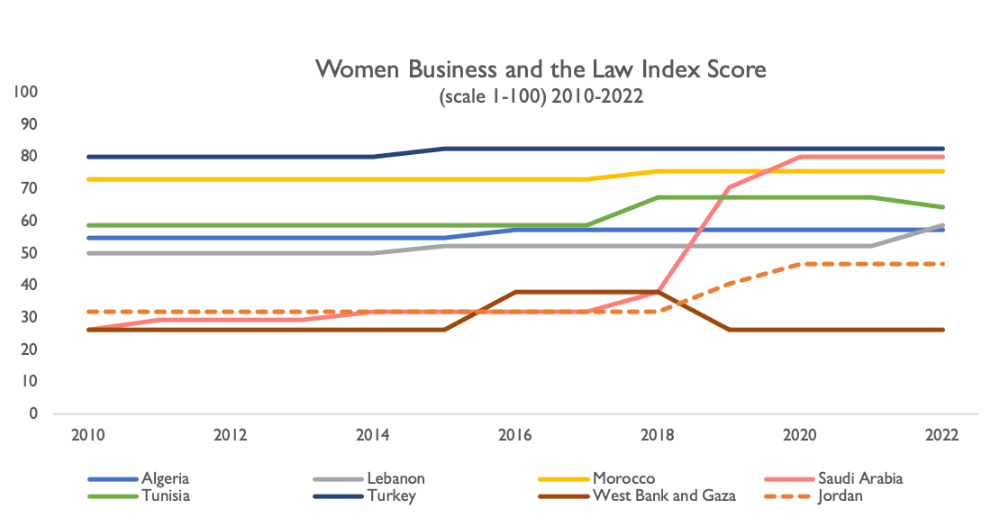 Women Business and the Law Index Score
(scale 1-100) 2010-2022
100
90
80
70
60
50
40
30
20
10
0
2010 2012 2014 2016 2018 2020 2022
Algeria Lebanon Morocco Saudi Arabia
Tunisia Turkey West Bank and Gaza Jordan